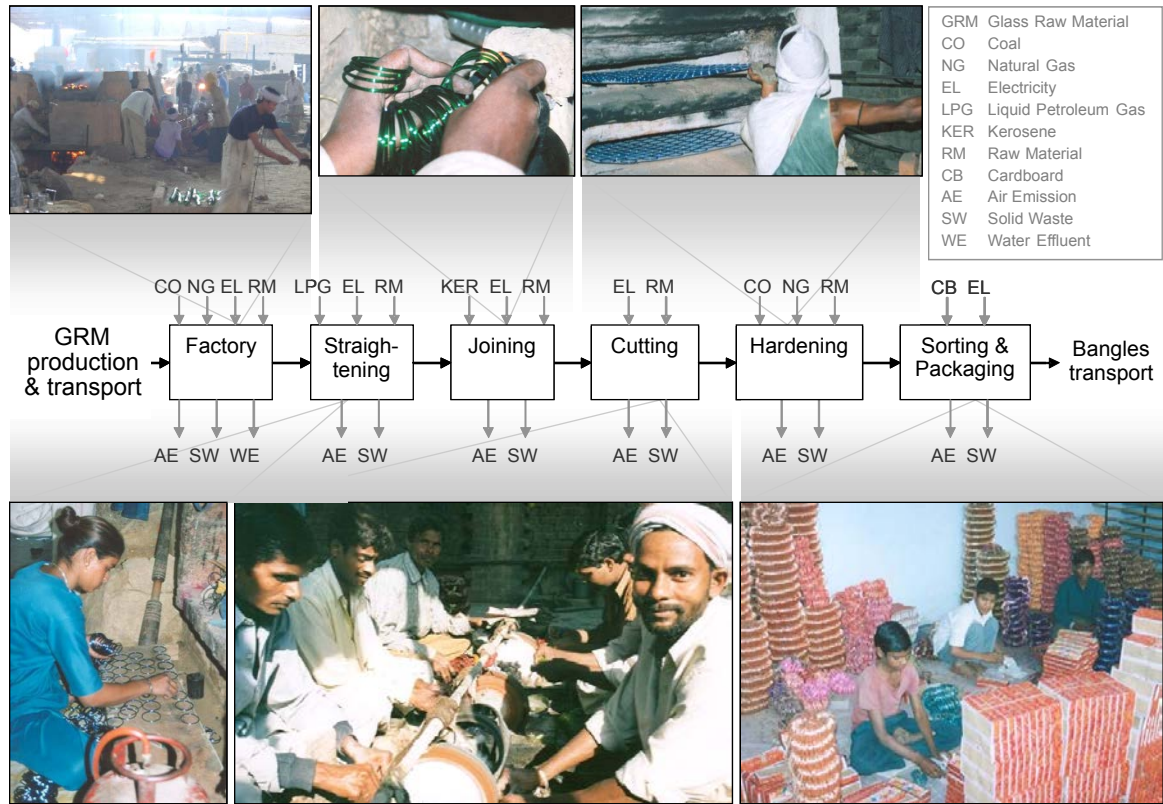 GRM Glass Raw Material
CO Coal
NG Natural Gas
EL Electricity
LPG Liquid Petroleum Gas
KER Kerosene
RM Raw Material
CB Cardboard
AE Air Emission
SW Solid Waste
WE Water Effluent
CO NG EL RM
LPG EL RM
KER EL RM
EL RM
CO NG RM
CB EL
GRM
production
& transport
Factory
Straigh-
tening
Joining
Cutting
Hardening
Sorting &
Packaging
Bangles
transport
AE SW WE
AE SW
AE SW
AE SW
AE SW
AE SW